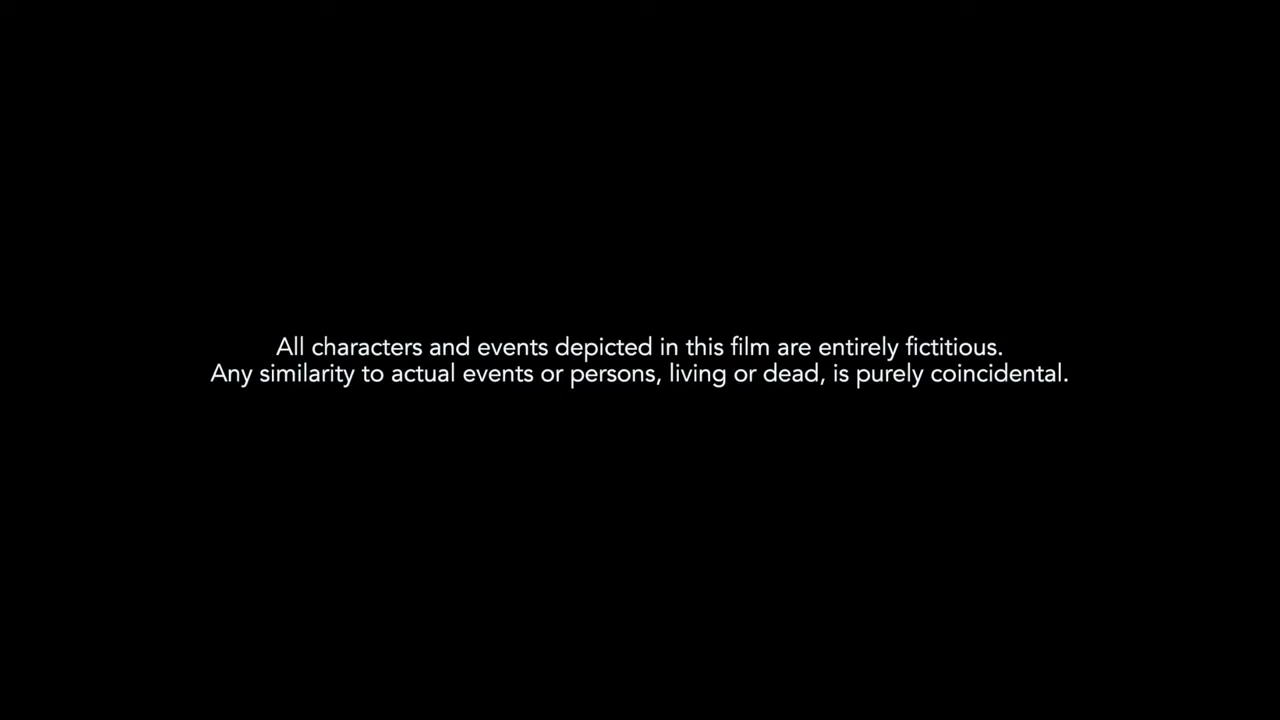 All characters and events depicted in this film are entirely fictitious.
Any similarity to actual events or persons, living or dead, is purely coincidental.